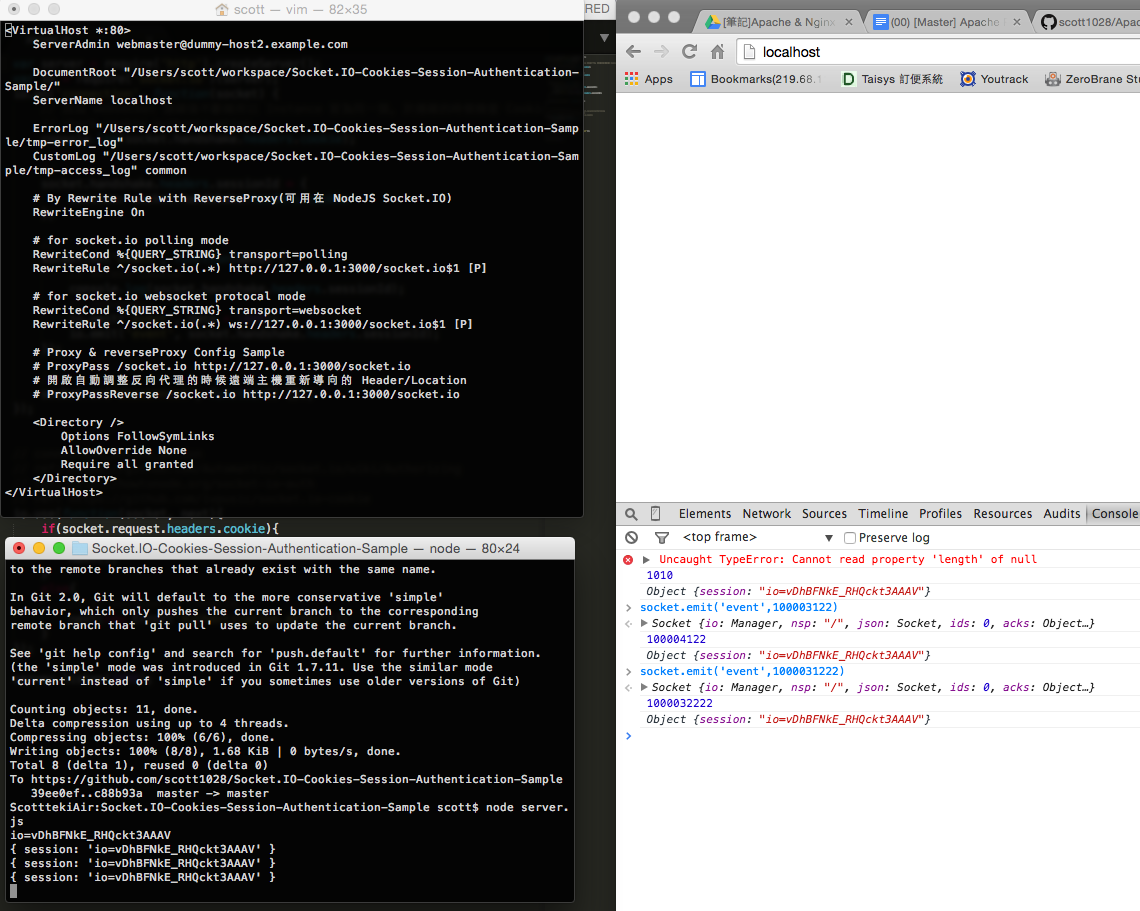 scott — vim — 82×35
<VirtualHost *:80>
ServerAdmin webmaster@dummy-host2.example.com
DocumentRoot "/Users/scott/workspace/Socket.IO-Cookies-Session-Authentication-
Sample/"
ServerName localhost
ErrorLog "/Users/scott/workspace/Socket.IO-Cookies-Session-Authentication-Samp
le/tmp-error_log"
CustomLog "/Users/scott/workspace/Socket.IO-Cookies-Session-Authentication-Sam
ple/tmp-access_log" common
# By Rewrite Rule with ReverseProxy(可用在 NodeJS Socket.IO)
RewriteEngine On
# for socket.io polling mode
RewriteCond %{QUERY_STRING} transport=polling
RewriteRule ^/socket.io(.*) http://127.0.0.1:3000/socket.io$1 [P]
# for socket.io websocket protocal mode
RewriteCond %{QUERY_STRING} transport=websocket
RewriteRule ^/socket.io(.*) ws://127.0.0.1:3000/socket.io$1 [P]
# Proxy & reverseProxy Config Sample
# ProxyPass /socket.io http://127.0.0.1:3000/socket.io
# 開啟自動調整反向代理的時候遠端主機重新導向的 Header/Location
# ProxyPassReverse /socket.io http://127.0.0.1:3000/socket.io
<Directory />
Options FollowSymLinks
AllowOverride None
Require all granted
</Directory>
</VirtualHost>
if(socket.request.headers.cookie){
Socket.IO-Cookies-Session-Authentication-Sample — node — 80×24
to the remote branches that already exist with the same name.
In Git 2.0, Git will default to the more conservative 'simple'
behavior, which only pushes the current branch to the corresponding
remote branch that 'git pull' uses to update the current branch.
See 'git help config' and search for 'push.default' for further information.
(the 'simple' mode was introduced in Git 1.7.11. Use the similar mode
'current' instead of 'simple' if you sometimes use older versions of Git)
Counting objects: 11, done.
Delta compression using up to 4 threads.
Compressing objects: 100% (6/6), done.
Writing objects: 100% (8/8), 1.68 KiB | 0 bytes/s, done.
Total 8 (delta 1), reused 0 (delta 0)
To https://github.com/scott1028/Socket.IO-Cookies-Session-Authentication-Sample
39ee0ef..c88b93a  master -> master
ScotttekiAir:Socket.IO-Cookies-Session-Authentication-Sample scott$ node server.
js
io=vDhBFNkE_RHQckt3AAAV
{ session: 'io=vDhBFNkE_RHQckt3AAAV' }
{ session: 'io=vDhBFNkE_RHQckt3AAAV' }
{ session: 'io=vDhBFNkE_RHQckt3AAAV' }
RED
[筆記]Apache & Nginx × (00) [Master] Apache × scott1028/Apac
localhost
Apps Bookmarks(219.68.1 Taisys 訂便系統 Youtrack ZeroBrane Stu
Elements Network Sources Timeline Profiles Resources Audits Console
<top frame> ▼ Preserve log
Uncaught TypeError: Cannot read property 'length' of null
1010
Object {session: "io=vDhBFNkE_RHQckt3AAAV"}
> socket.emit('event',100003122)
Socket {io: Manager, nsp: "/", json: Socket, ids: 0, acks: Object…}
100004122
Object {session: "io=vDhBFNkE_RHQckt3AAAV"}
> socket.emit('event',1000031222)
Socket {io: Manager, nsp: "/", json: Socket, ids: 0, acks: Object…}
1000032222
Object {session: "io=vDhBFNkE_RHQckt3AAAV"}
>